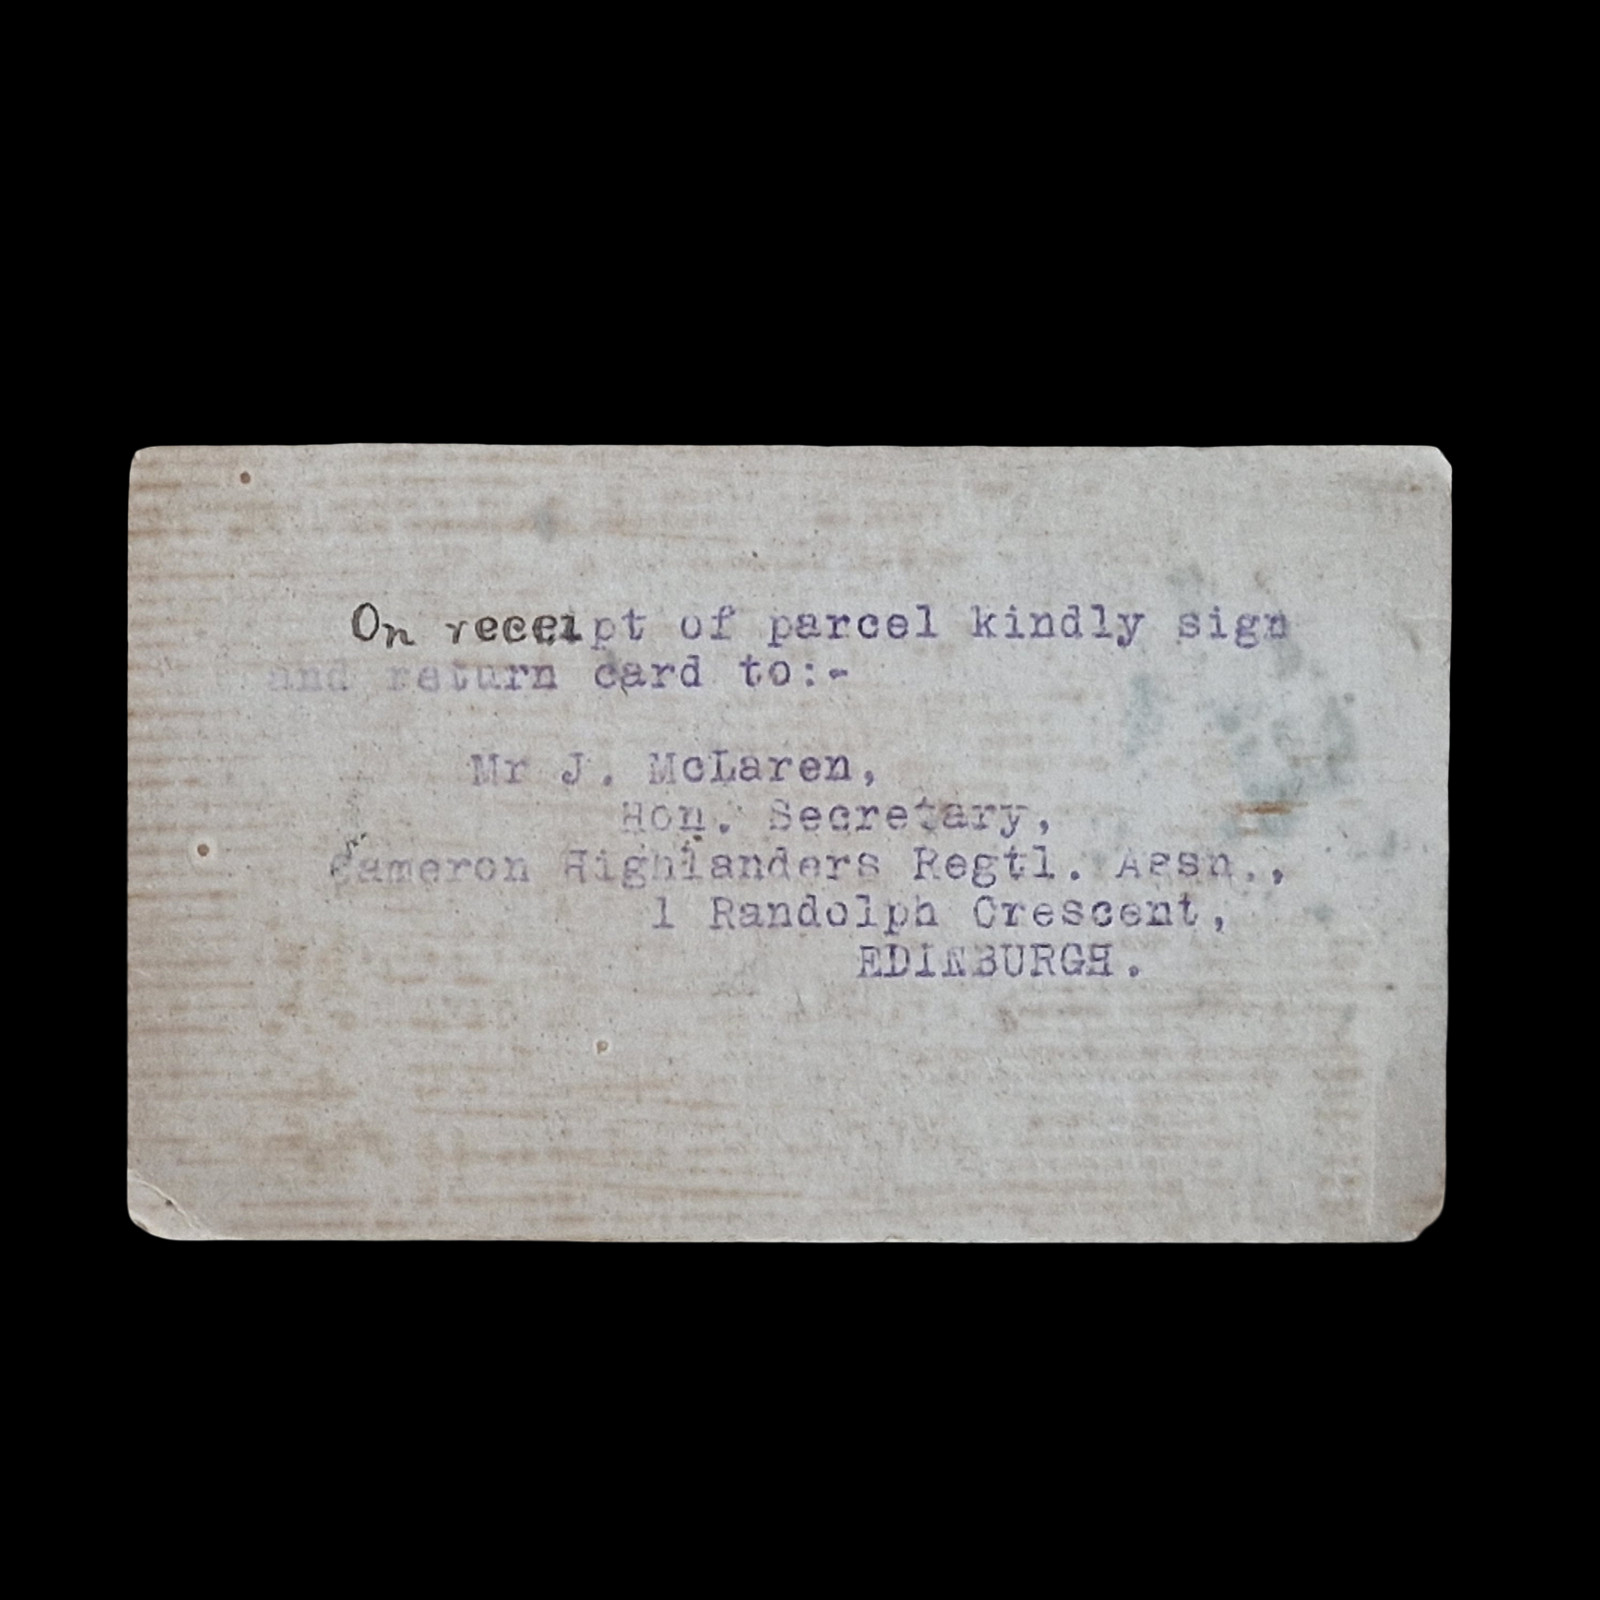 On receipt of parcel kindly sign
and return card to:-
Mr J. McLaren,
Hon. Secretary,
Cameron Highlanders Regtl. Assn.,
1 Randolph Crescent,
EDINBURGH.